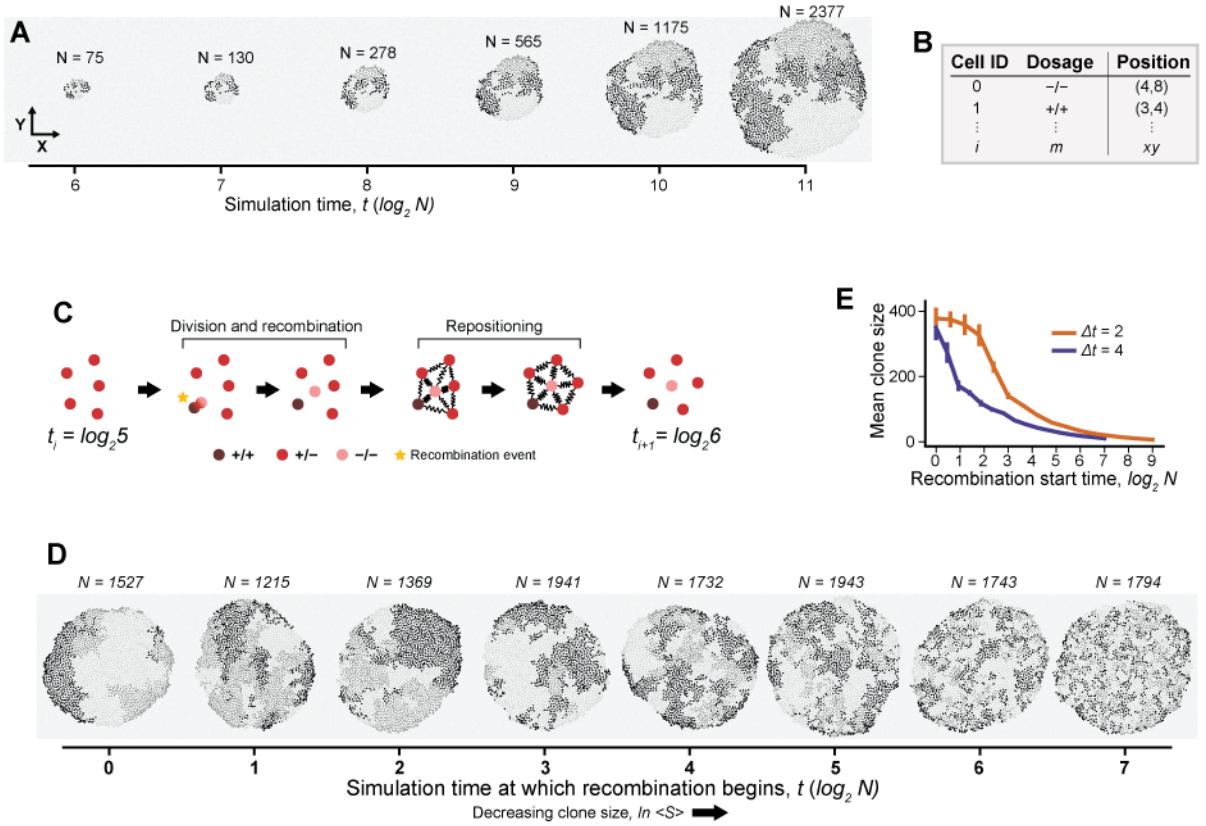 A
N = 75
N = 130
N = 278
N = 565
N = 1175
N = 2377
Y
X
6 7 8 9 10 11
Simulation time, t (log2 N)
B
Cell ID Dosage Position
0 −/− (4,8)
1 +/+ (3,4)
⋮ ⋮ ⋮
i m xy
C
Division and recombination
Repositioning
ti = log25
ti+1 = log26
+/+ +/− −/− Recombination event
E
Mean clone size
400
200
0
Δt = 2
Δt = 4
0 1 2 3 4 5 6 7 8 9
Recombination start time, log2 N
D
N = 1527 N = 1215 N = 1369 N = 1941 N = 1732 N = 1943 N = 1743 N = 1794
0 1 2 3 4 5 6 7
Simulation time at which recombination begins, t (log2 N)
Decreasing clone size, ln <S>